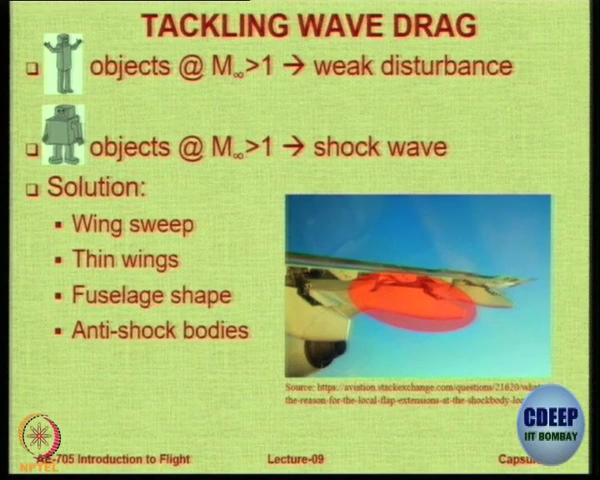 TACKLING WAVE DRAG
objects @ M∞>1 → weak disturbance
objects @ M∞>1 → shock wave
Solution:
Wing sweep
Thin wings
Fuselage shape
Anti-shock bodies
Source: https://aviation.stackexchange.com/questions/21620/
the-reason-for-the-local-flap-extensions-at-the-shockbody-
CDEEP
IIT BOMBAY
NPTEL
AE-705 Introduction to Flight
Lecture-09